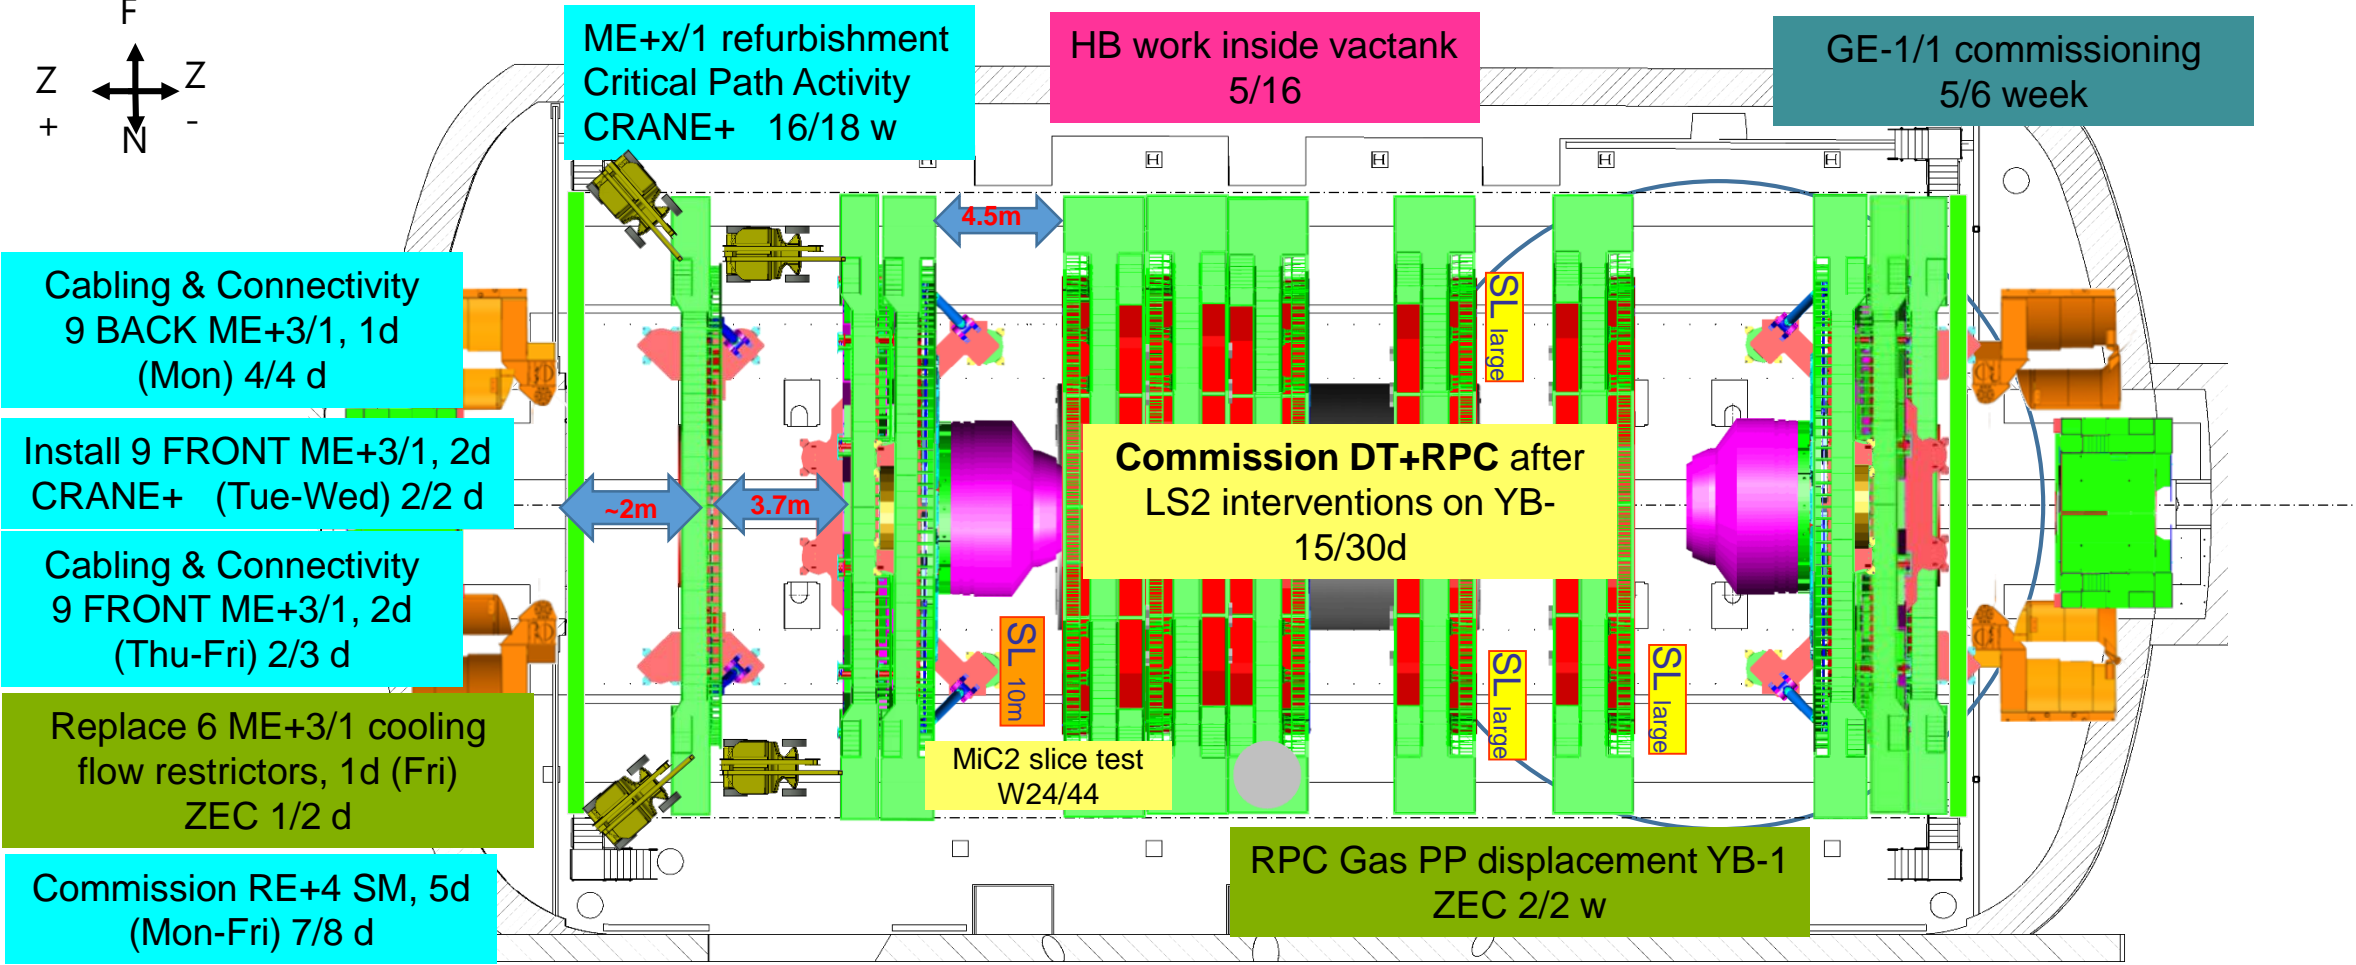 F
Z
Z
+
-
N
ME+x/1 refurbishment
Critical Path Activity
CRANE+ 16/18 w
HB work inside vactank
5/16
GE-1/1 commissioning
5/6 week
H
H
H
H
H
4.5m
Cabling & Connectivity
9 BACK ME+3/1, 1d
(Mon) 4/4 d
SL large
Install 9 FRONT ME+3/1, 2d
CRANE+ (Tue-Wed) 2/2 d
~2m
3.7m
Commission DT+RPC after
LS2 interventions on YB-
15/30d
Cabling & Connectivity
9 FRONT ME+3/1, 2d
(Thu-Fri) 2/3 d
SL 10m
SL large
SL large
Replace 6 ME+3/1 cooling
flow restrictors, 1d (Fri)
ZEC 1/2 d
MiC2 slice test
W24/44
Commission RE+4 SM, 5d
(Mon-Fri) 7/8 d
RPC Gas PP displacement YB-1
ZEC 2/2 w